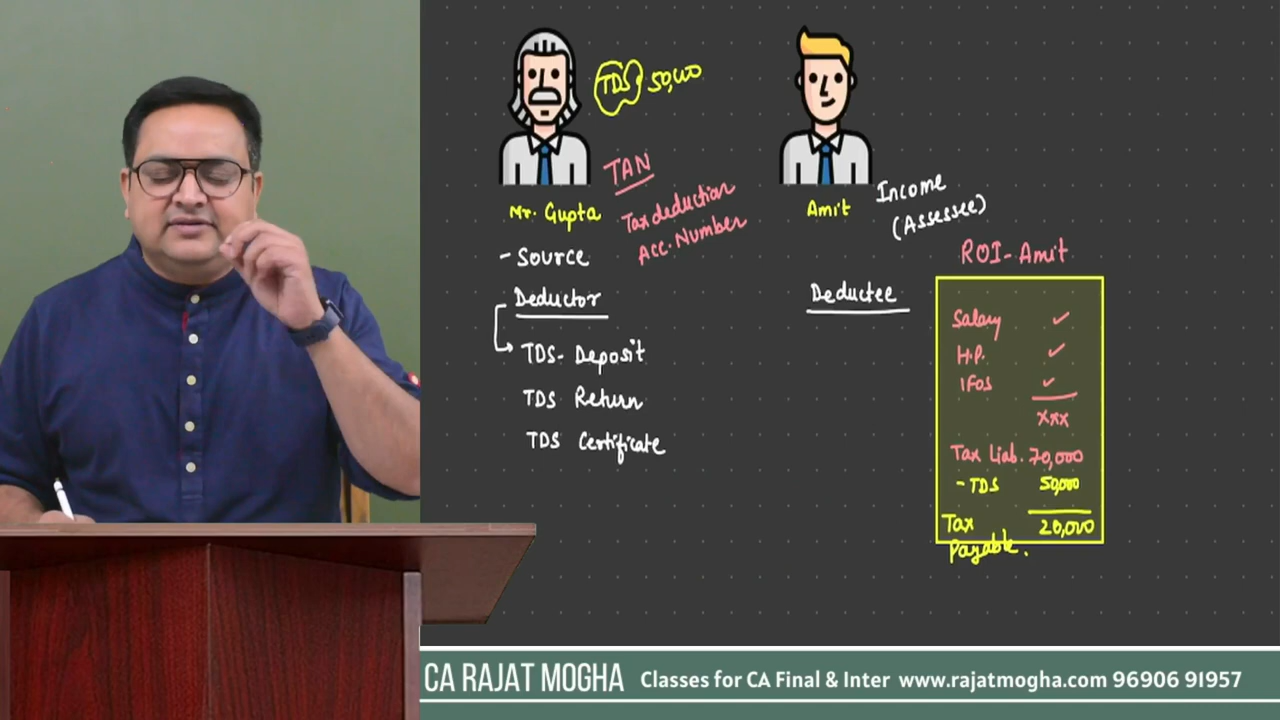 TDS 50,000
TAN
Tax deduction
Acc. Number
Mr. Gupta
- Source
Deductor
TDS- Deposit
TDS Return
TDS Certificate
Amit
Income
(Assessee)
Deductee
ROI- Amit
Salary ✓
H.P. ✓
IFOS ✓
xxx
Tax Liab. 70,000
- TDS 50,000
Tax 20,000
Payable.
CA RAJAT MOGHA Classes for CA Final & Inter www.rajatmogha.com 96906 91957